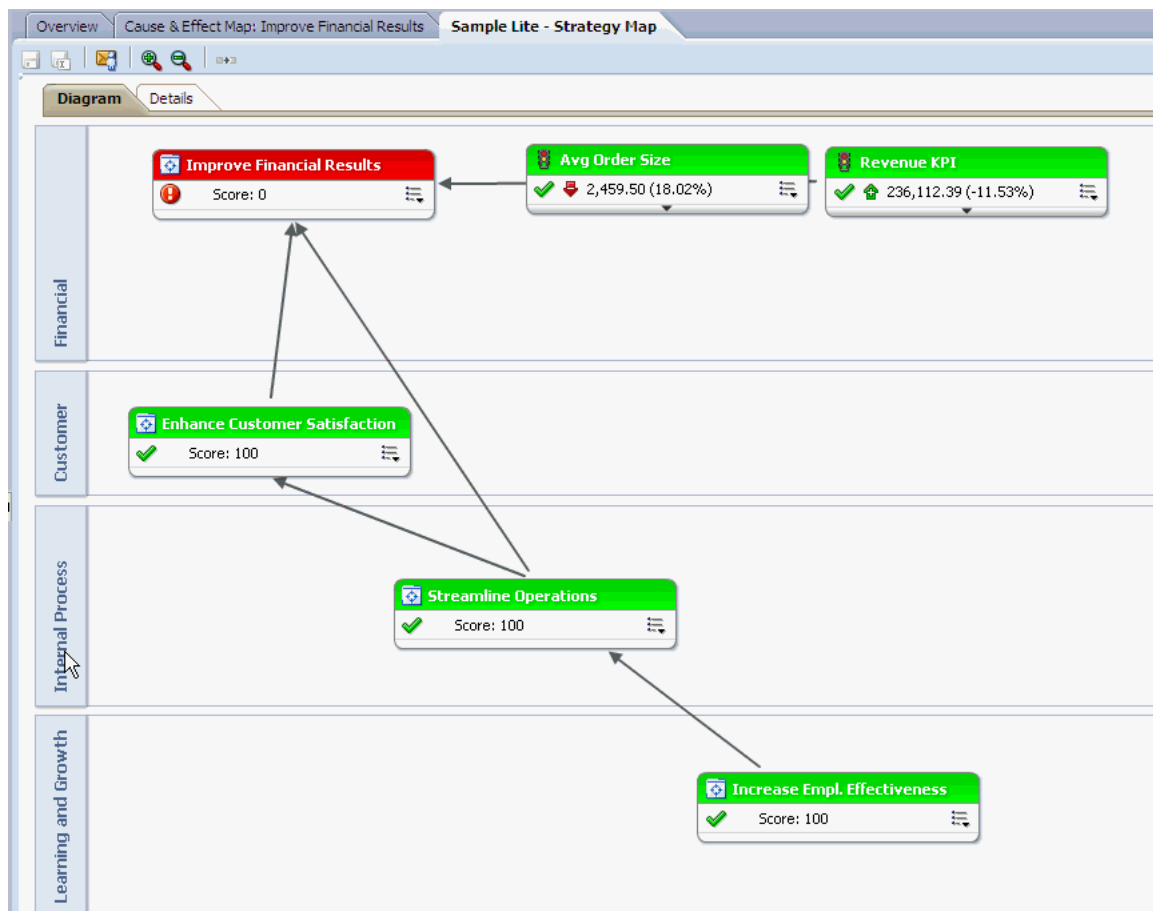 Overview
Cause & Effect Map: Improve Financial Results
Sample Lite - Strategy Map
Diagram
Details
Financial
Improve Financial Results
Score: 0
Avg Order Size
2,459.50 (18.02%)
Revenue KPI
236,112.39 (-11.53%)
Customer
Enhance Customer Satisfaction
Score: 100
Internal Process
Streamline Operations
Score: 100
Learning and Growth
Increase Empl. Effectiveness
Score: 100